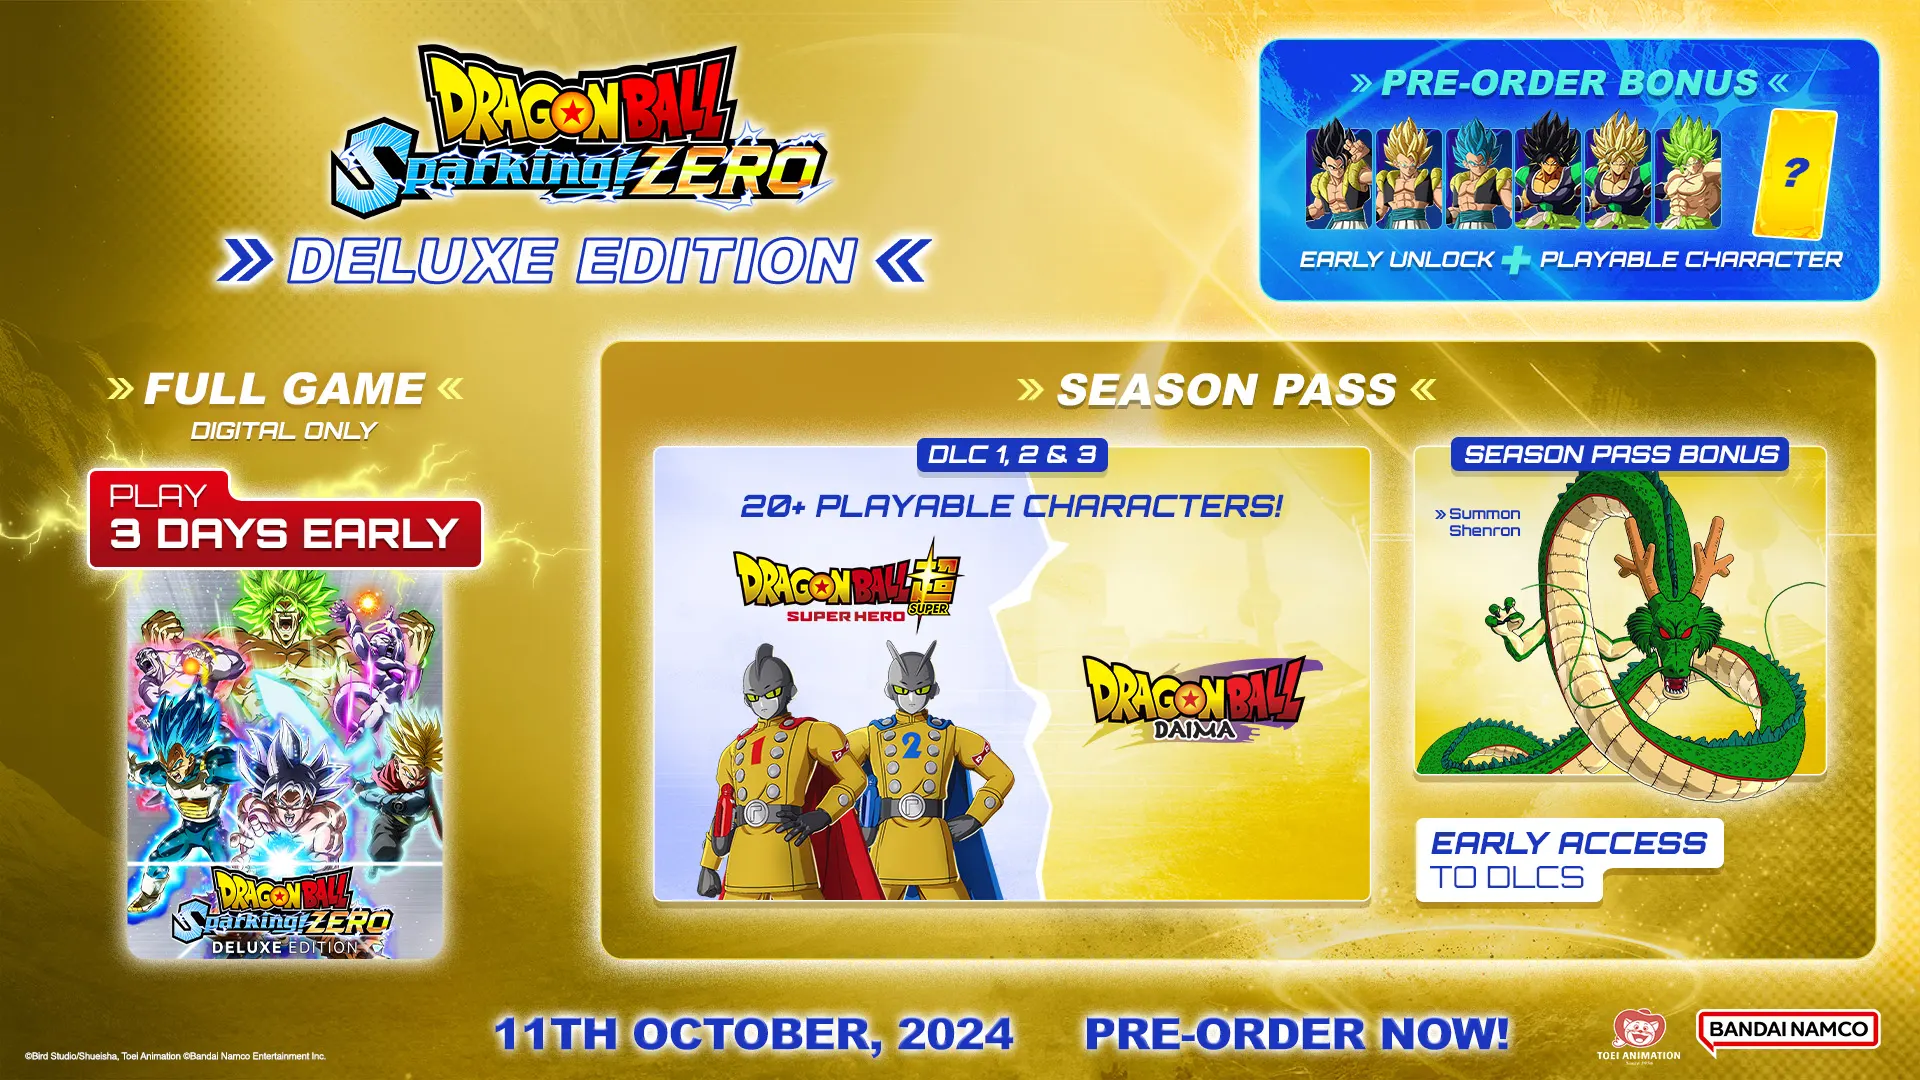 DRAGON BALL
Sparking! ZERO
» DELUXE EDITION «
» PRE-ORDER BONUS «
?
EARLY UNLOCK + PLAYABLE CHARACTER
» FULL GAME «
DIGITAL ONLY
PLAY
3 DAYS EARLY
DRAGON BALL
Sparking! ZERO
DELUXE EDITION
» SEASON PASS «
DLC 1, 2 & 3
20+ PLAYABLE CHARACTERS!
DRAGON BALL 超
SUPER
SUPER HERO
1
2
DRAGON BALL
DAIMA
SEASON PASS BONUS
» Summon
Shenron
EARLY ACCESS
TO DLCS
11TH OCTOBER, 2024
PRE-ORDER NOW!
©Bird Studio/Shueisha, Toei Animation ©Bandai Namco Entertainment Inc.
TOEI ANIMATION
BANDAI NAMCO